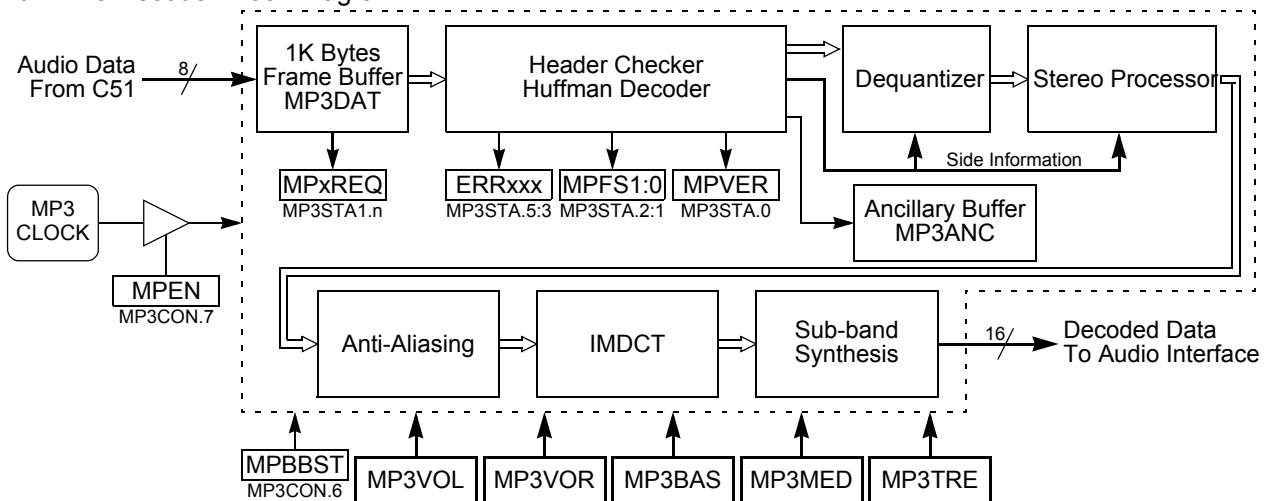 Audio Data
From C51
8
1K Bytes
Frame Buffer
MP3DAT
Header Checker
Huffman Decoder
Dequantizer
Stereo Processor
Side Information
MPxREQ
MP3STA1.n
ERRxxx
MP3STA.5:3
MPFS1:0
MP3STA.2:1
MPVER
MP3STA.0
Ancillary Buffer
MP3ANC
MP3
CLOCK
MPEN
MP3CON.7
Anti-Aliasing
IMDCT
Sub-band
Synthesis
16
Decoded Data
To Audio Interface
MPBBST
MP3CON.6
MP3VOL
MP3VOR
MP3BAS
MP3MED
MP3TRE